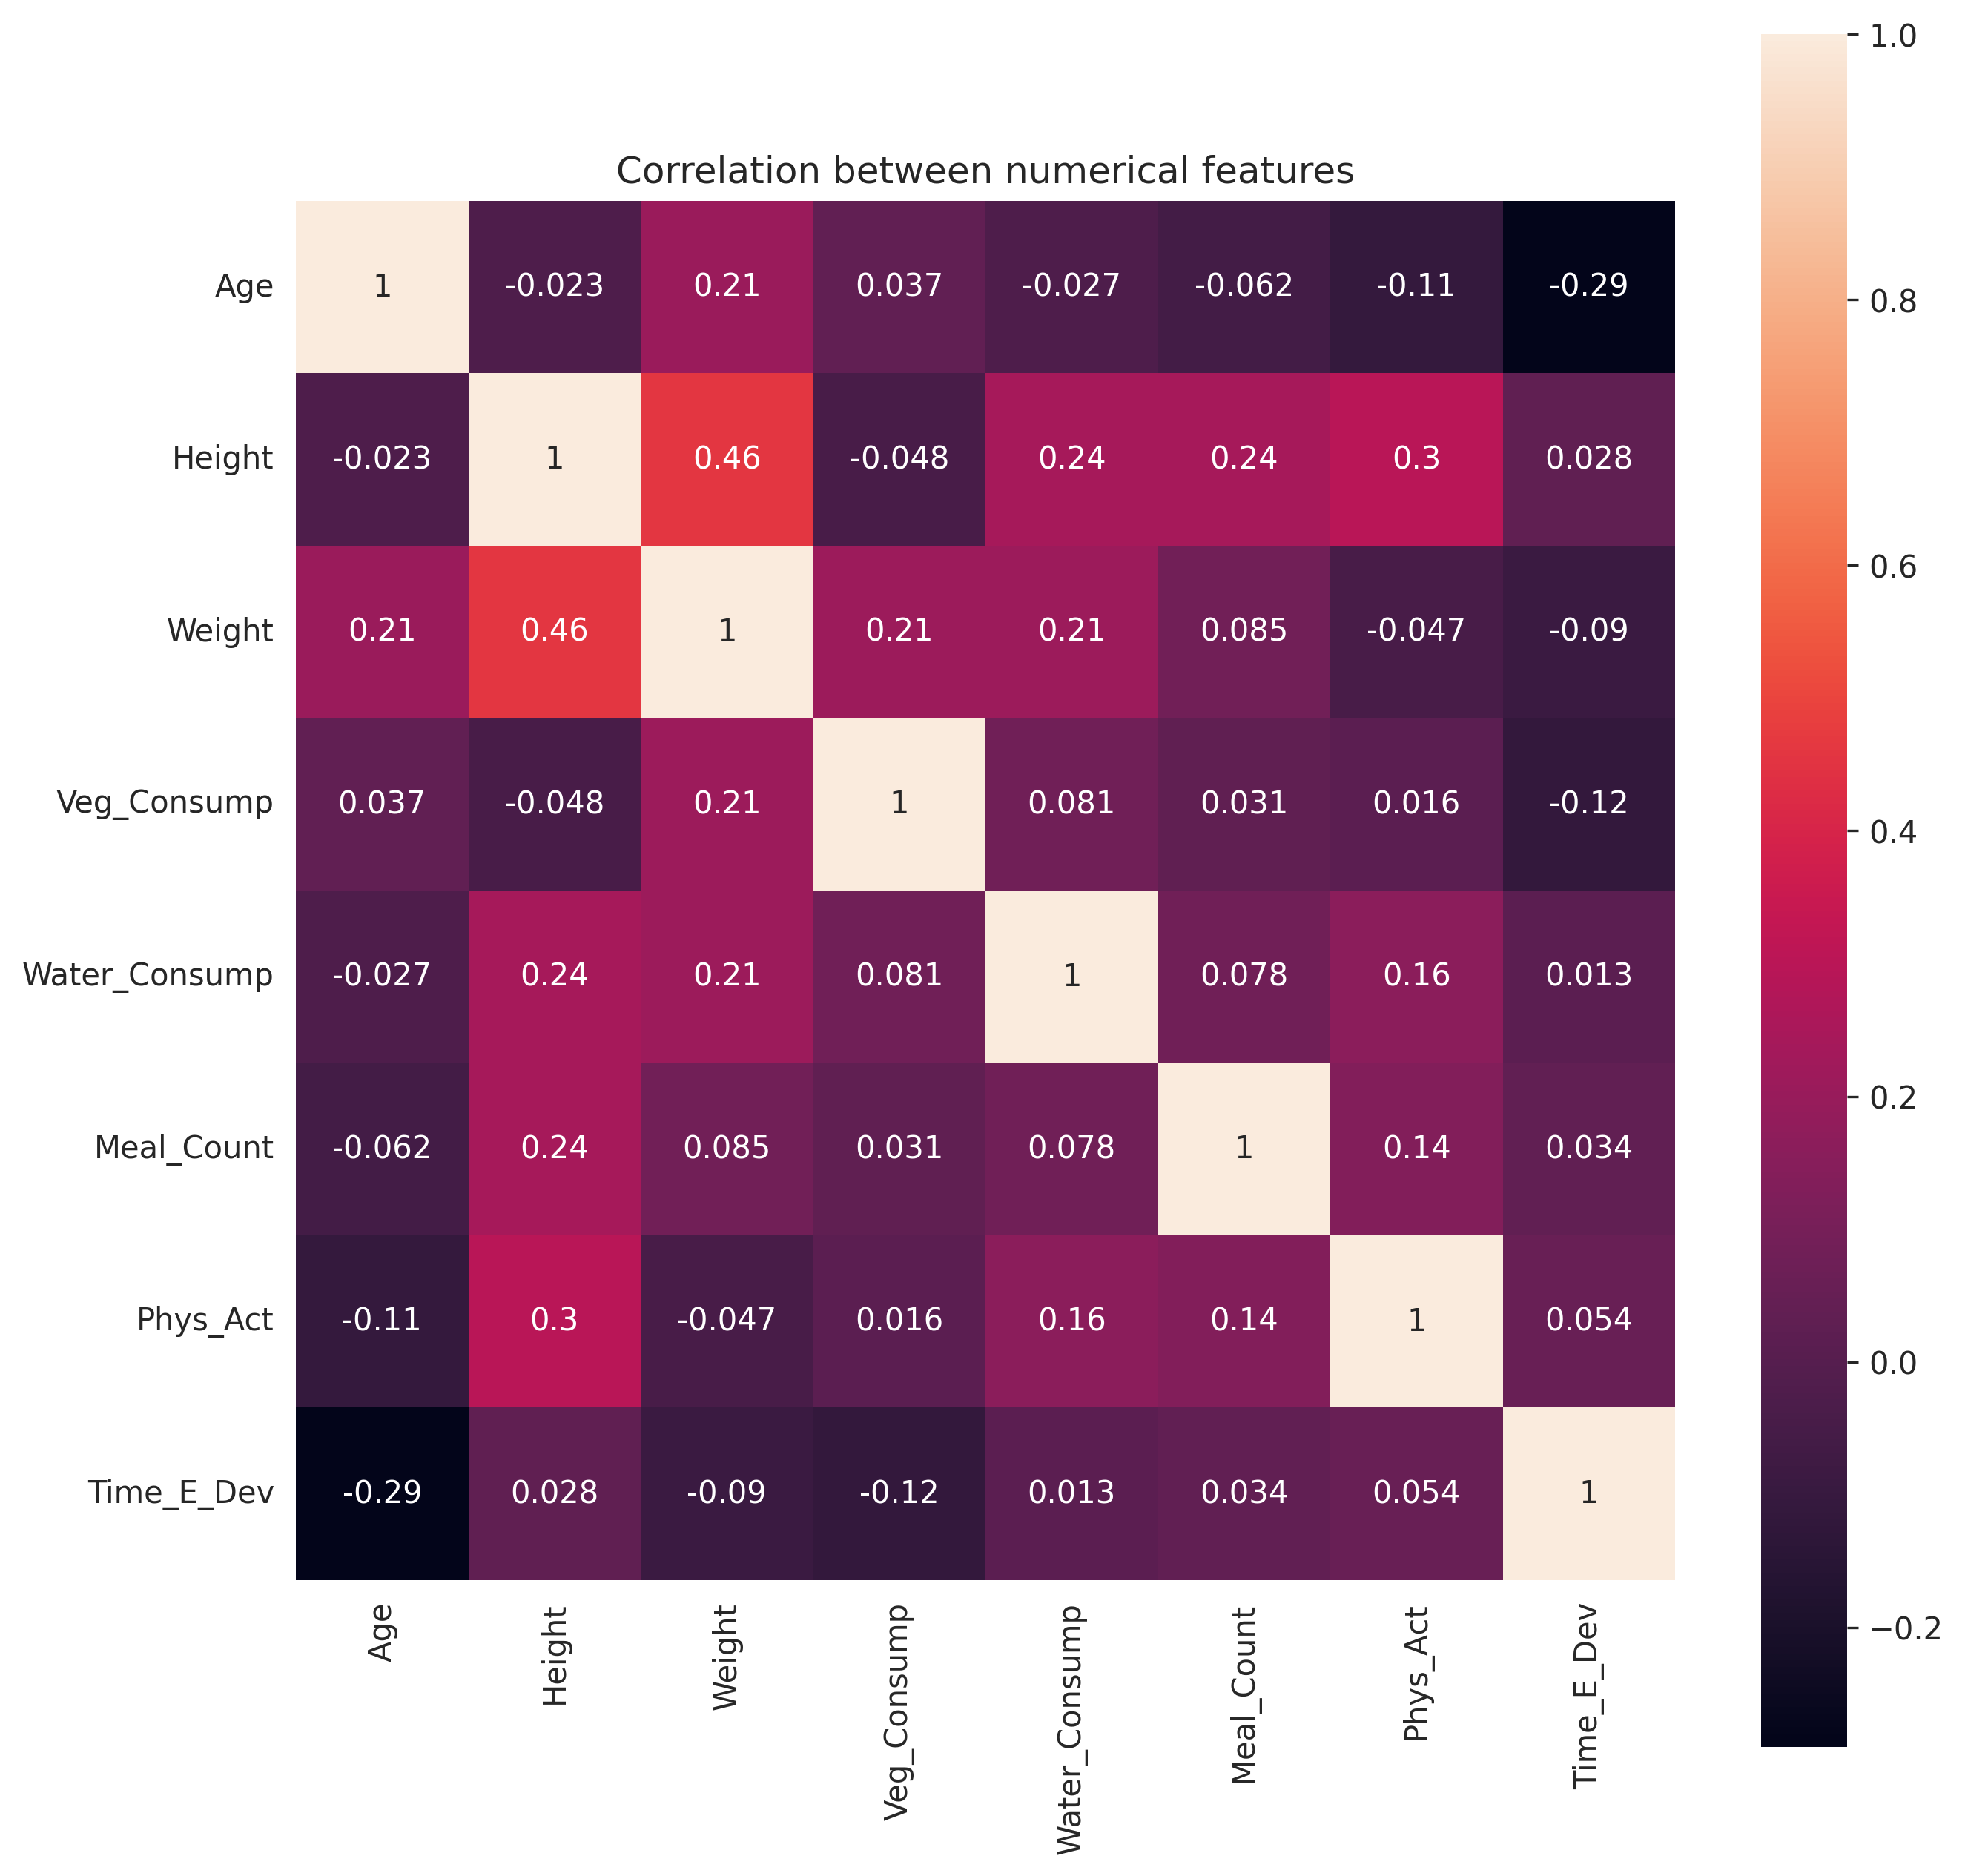 Correlation between numerical features
Age 1 -0.023 0.21 0.037 -0.027 -0.062 -0.11 -0.29
Height -0.023 1 0.46 -0.048 0.24 0.24 0.3 0.028
Weight 0.21 0.46 1 0.21 0.21 0.085 -0.047 -0.09
Veg_Consump 0.037 -0.048 0.21 1 0.081 0.031 0.016 -0.12
Water_Consump -0.027 0.24 0.21 0.081 1 0.078 0.16 0.013
Meal_Count -0.062 0.24 0.085 0.031 0.078 1 0.14 0.034
Phys_Act -0.11 0.3 -0.047 0.016 0.16 0.14 1 0.054
Time_E_Dev -0.29 0.028 -0.09 -0.12 0.013 0.034 0.054 1
Age
Height
Weight
Veg_Consump
Water_Consump
Meal_Count
Phys_Act
Time_E_Dev
1.0
0.8
0.6
0.4
0.2
0.0
−0.2